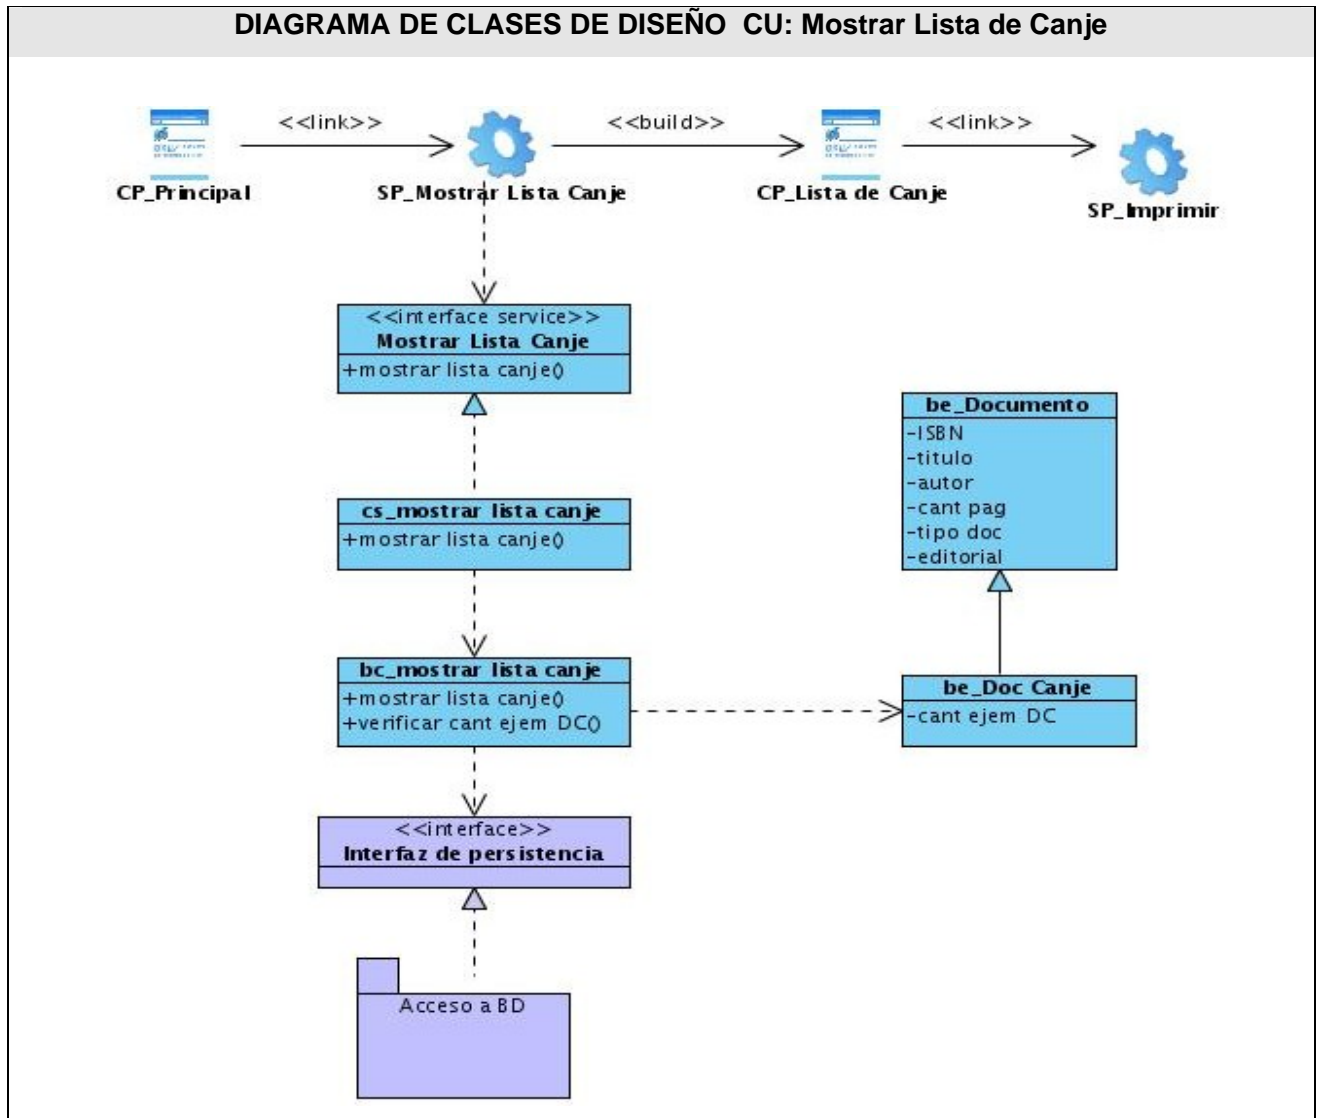 DIAGRAMA DE CLASES DE DISEÑO  CU: Mostrar Lista de Canje
<<link>>
<<build>>
<<link>>
CP_Principal
SP_Mostrar Lista Canje
CP_Lista de Canje
SP_Imprimir
<<interface service>>
Mostrar Lista Canje
+mostrar lista canje()
be_Documento
-ISBN
-titulo
-autor
-cant pag
-tipo doc
-editorial
cs_mostrar lista canje
+mostrar lista canje()
bc_mostrar lista canje
+mostrar lista canje()
+verificar cant ejem DC()
be_Doc Canje
-cant ejem DC
<<interface>>
Interfaz de persistencia
Acceso a BD